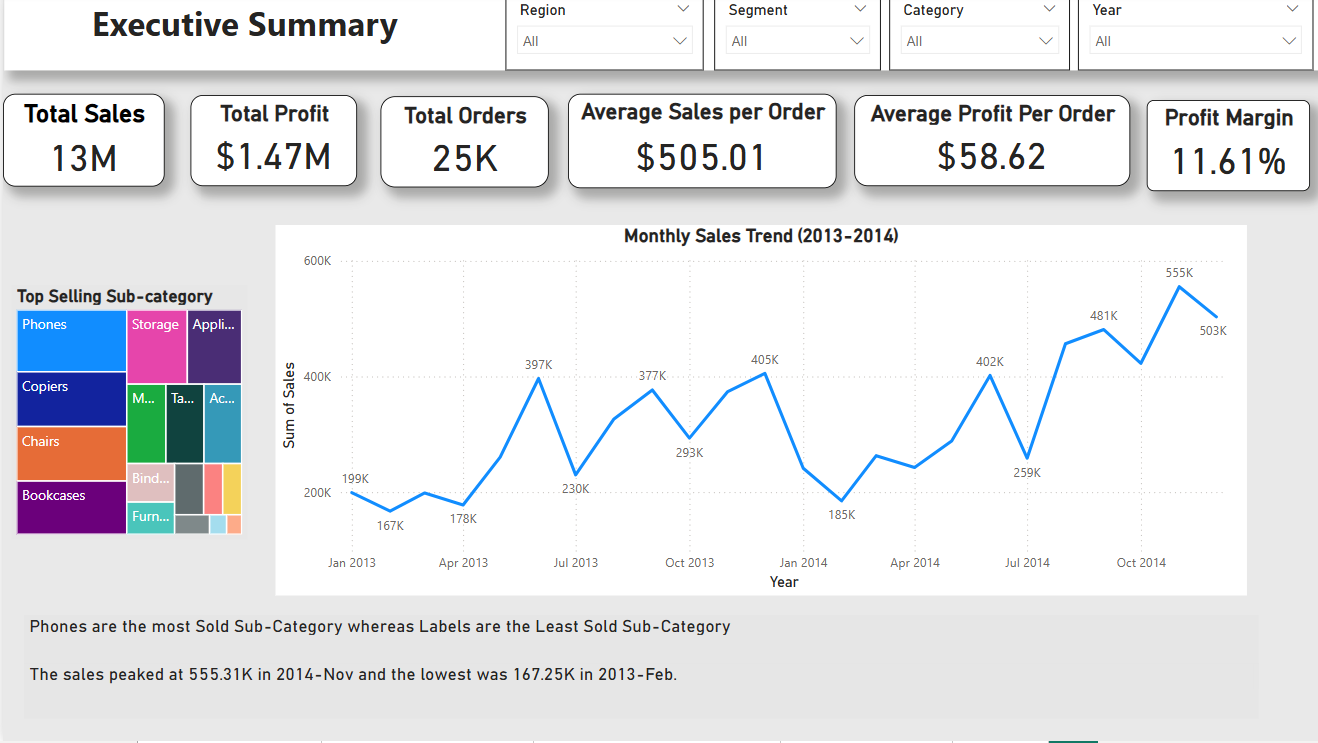 Executive Summary
Region
All
Segment
All
Category
All
Year
All
Total Sales
13M
Total Profit
$1.47M
Total Orders
25K
Average Sales per Order
$505.01
Average Profit Per Order
$58.62
Profit Margin
11.61%
Top Selling Sub-category
Phones
Copiers
Chairs
Bookcases
Storage
Appli...
M...
Ta...
Ac...
Bind...
Furn...
Monthly Sales Trend (2013-2014)
Sum of Sales
600K
400K
200K
199K
167K
178K
397K
230K
377K
293K
405K
185K
402K
259K
481K
555K
503K
Jan 2013
Apr 2013
Jul 2013
Oct 2013
Jan 2014
Apr 2014
Jul 2014
Oct 2014
Year
Phones are the most Sold Sub-Category whereas Labels are the Least Sold Sub-Category
The sales peaked at 555.31K in 2014-Nov and the lowest was 167.25K in 2013-Feb.